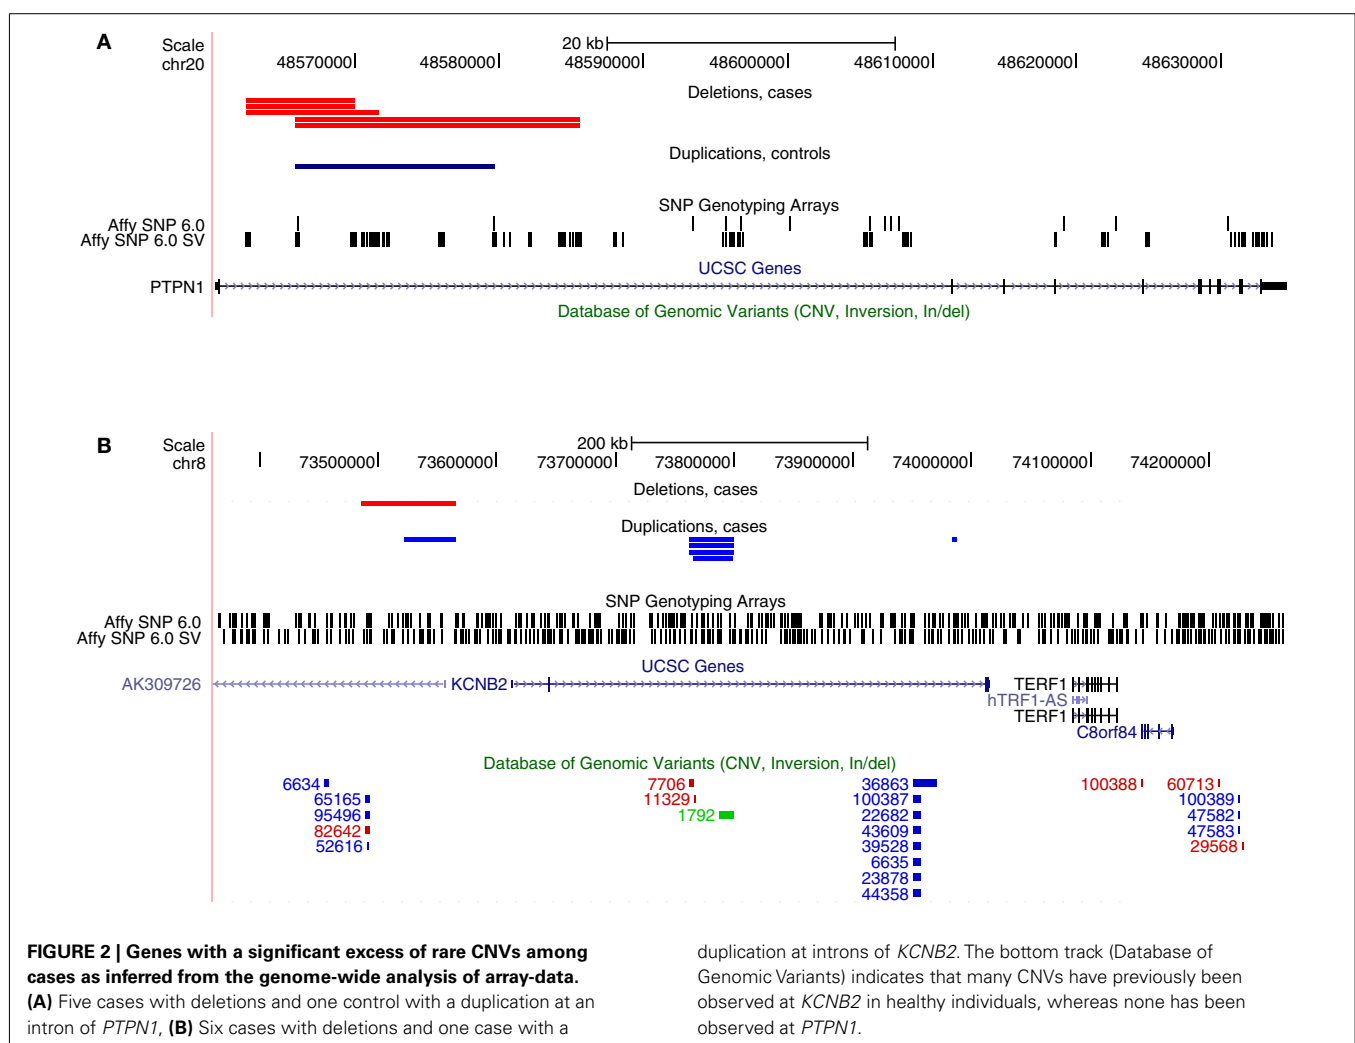 A
Scale
20 kb
chr20
48570000
48580000
48590000
48600000
48610000
48620000
48630000
Deletions, cases
Duplications, controls
SNP Genotyping Arrays
Affy SNP 6.0
Affy SNP 6.0 SV
UCSC Genes
PTPN1
Database of Genomic Variants (CNV, Inversion, In/del)
B
Scale
200 kb
chr8
73500000
73600000
73700000
73800000
73900000
74000000
74100000
74200000
Deletions, cases
Duplications, cases
SNP Genotyping Arrays
Affy SNP 6.0
Affy SNP 6.0 SV
UCSC Genes
AK309726
KCNB2
TERF1
hTRF1-AS
TERF1
C8orf84
Database of Genomic Variants (CNV, Inversion, In/del)
6634
65165
95496
82642
52616
7706
11329
1792
36863
100387
22682
43609
39528
6635
23878
44358
100388
60713
100389
47582
47583
29568
FIGURE 2 | Genes with a significant excess of rare CNVs among
cases as inferred from the genome-wide analysis of array-data.
(A) Five cases with deletions and one control with a duplication at an
intron of PTPN1, (B) Six cases with deletions and one case with a
duplication at introns of KCNB2. The bottom track (Database of
Genomic Variants) indicates that many CNVs have previously been
observed at KCNB2 in healthy individuals, whereas none has been
observed at PTPN1.